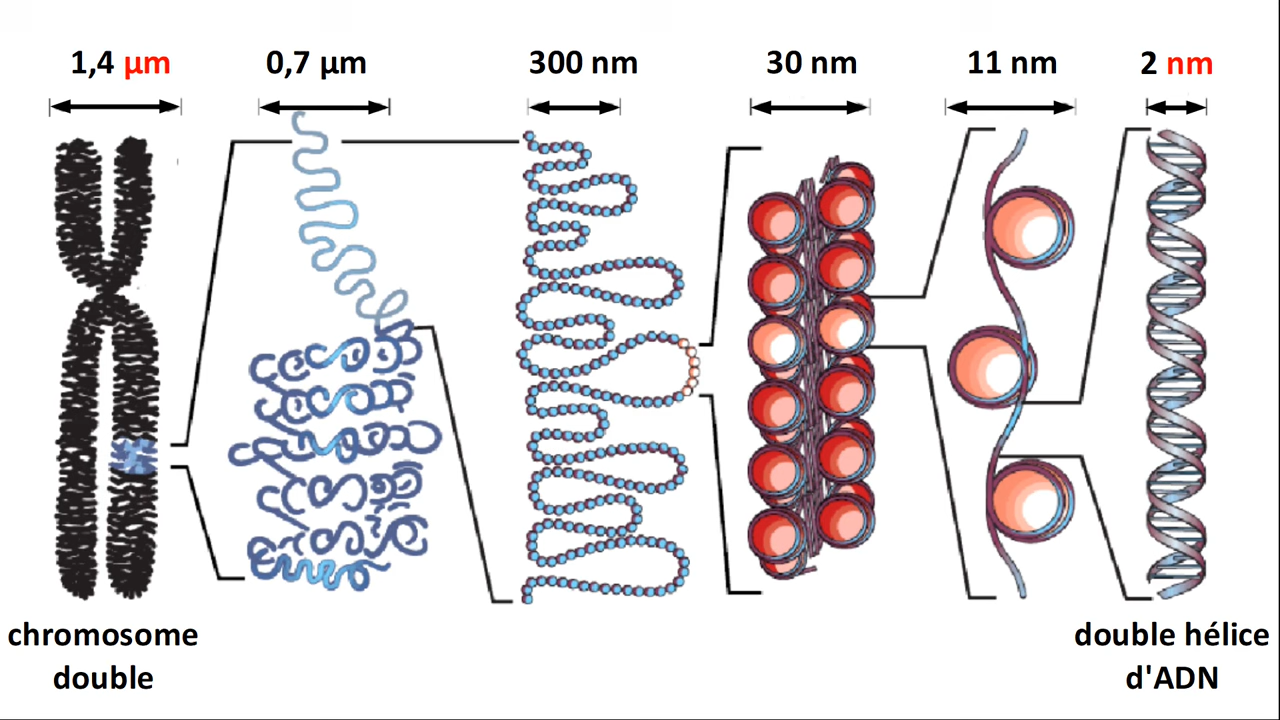 1,4 µm
0,7 µm
300 nm
30 nm
11 nm
2 nm
chromosome
double
double hélice
d'ADN